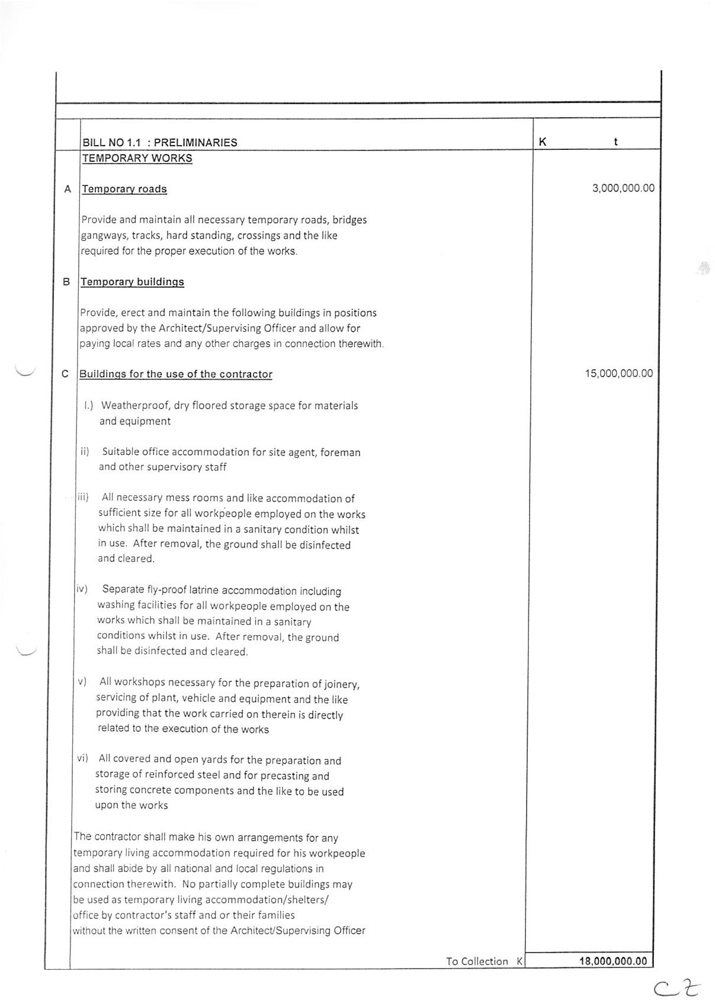 BILL NO 1.1 : PRELIMINARIES K t
TEMPORARY WORKS
A Temporary roads 3,000,000.00
Provide and maintain all necessary temporary roads, bridges
gangways, tracks, hard standing, crossings and the like
required for the proper execution of the works.
B Temporary buildings
Provide, erect and maintain the following buildings in positions
approved by the Architect/Supervising Officer and allow for
paying local rates and any other charges in connection therewith.
C Buildings for the use of the contractor 15,000,000.00
I.) Weatherproof, dry floored storage space for materials
and equipment
ii) Suitable office accommodation for site agent, foreman
and other supervisory staff
iii) All necessary mess rooms and like accommodation of
sufficient size for all workpeople employed on the works
which shall be maintained in a sanitary condition whilst
in use. After removal, the ground shall be disinfected
and cleared.
iv) Separate fly-proof latrine accommodation including
washing facilities for all workpeople employed on the
works which shall be maintained in a sanitary
conditions whilst in use. After removal, the ground
shall be disinfected and cleared.
v) All workshops necessary for the preparation of joinery,
servicing of plant, vehicle and equipment and the like
providing that the work carried on therein is directly
related to the execution of the works
vi) All covered and open yards for the preparation and
storage of reinforced steel and for precasting and
storing concrete components and the like to be used
upon the works
The contractor shall make his own arrangements for any
temporary living accommodation required for his workpeople
and shall abide by all national and local regulations in
connection therewith. No partially complete buildings may
be used as temporary living accommodation/shelters/
office by contractor's staff and or their families
without the written consent of the Architect/Supervising Officer
To Collection K 18,000,000.00